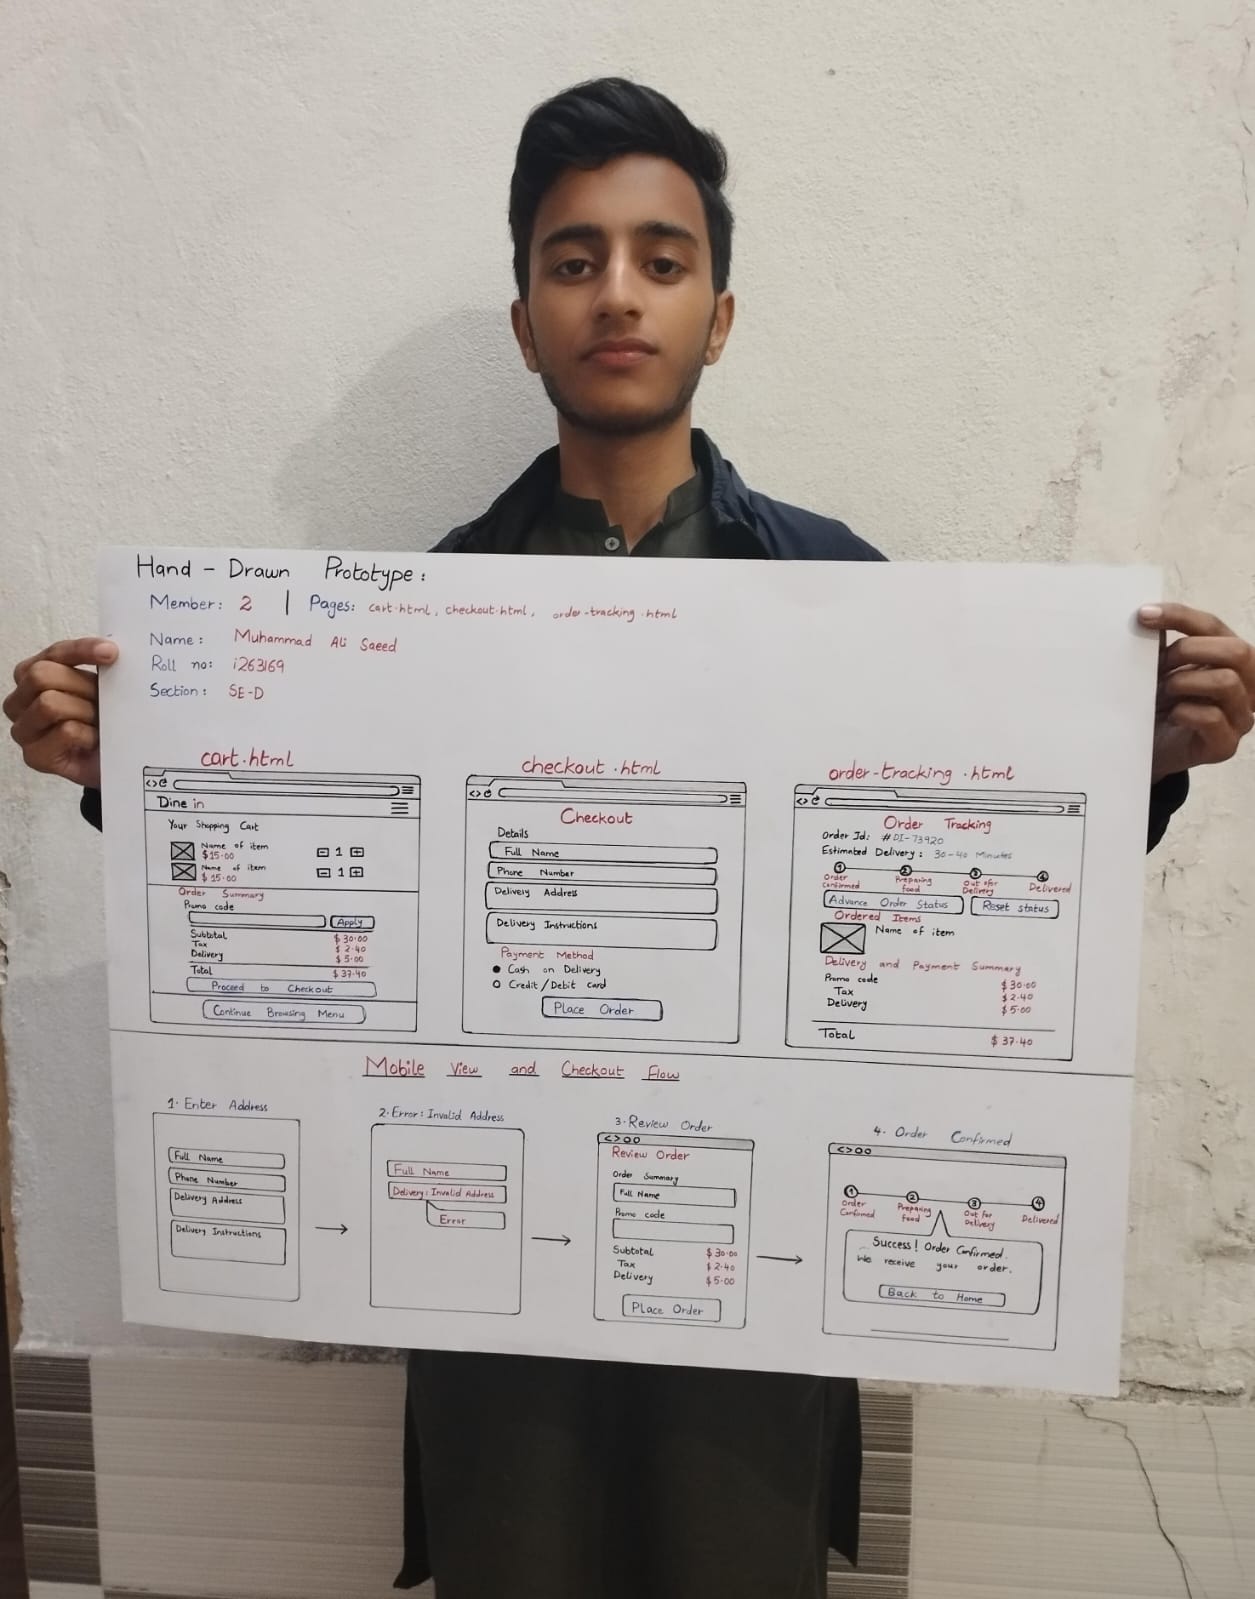 Hand - Drawn Prototype:
Member: 2 | Pages: cart.html, checkout.html, order-tracking.html
Name: Muhammad Ali Saeed
Roll no: i263169
Section: SE-D
cart.html
Dine in
Your Shopping Cart
Name of item
$15.00
- 1 +
Name of item
$15.00
- 1 +
Order Summary
Promo code
Apply
Subtotal $30.00
Tax $2.40
Delivery $5.00
Total $37.40
Proceed to Checkout
Continue Browsing Menu
checkout.html
Checkout
Details
Full Name
Phone Number
Delivery Address
Delivery Instructions
Payment Method
Cash on Delivery
Credit/Debit card
Place Order
order-tracking.html
Order Tracking
Order Id: #DI-73920
Estimated Delivery: 30-40 Minutes
1 2 3 4
Order Confirmed
Preparing food
Out for Delivery
Delivered
Advance Order Status
Reset status
Ordered Items
Name of item
Delivery and Payment Summary
Promo code $30.00
Tax $2.40
Delivery $5.00
Total $37.40
Mobile View and Checkout Flow
1. Enter Address
Full Name
Phone Number
Delivery Address
Delivery Instructions
2. Error: Invalid Address
Full Name
Delivery: Invalid Address
Error
3. Review Order
Review Order
Order Summary
Full Name
Promo code
Subtotal $30.00
Tax $2.40
Delivery $5.00
Place Order
4. Order Confirmed
1 2 3 4
Order Confirmed
Preparing food
Out for Delivery
Delivered
Success! Order Confirmed.
We receive your order.
Back to Home